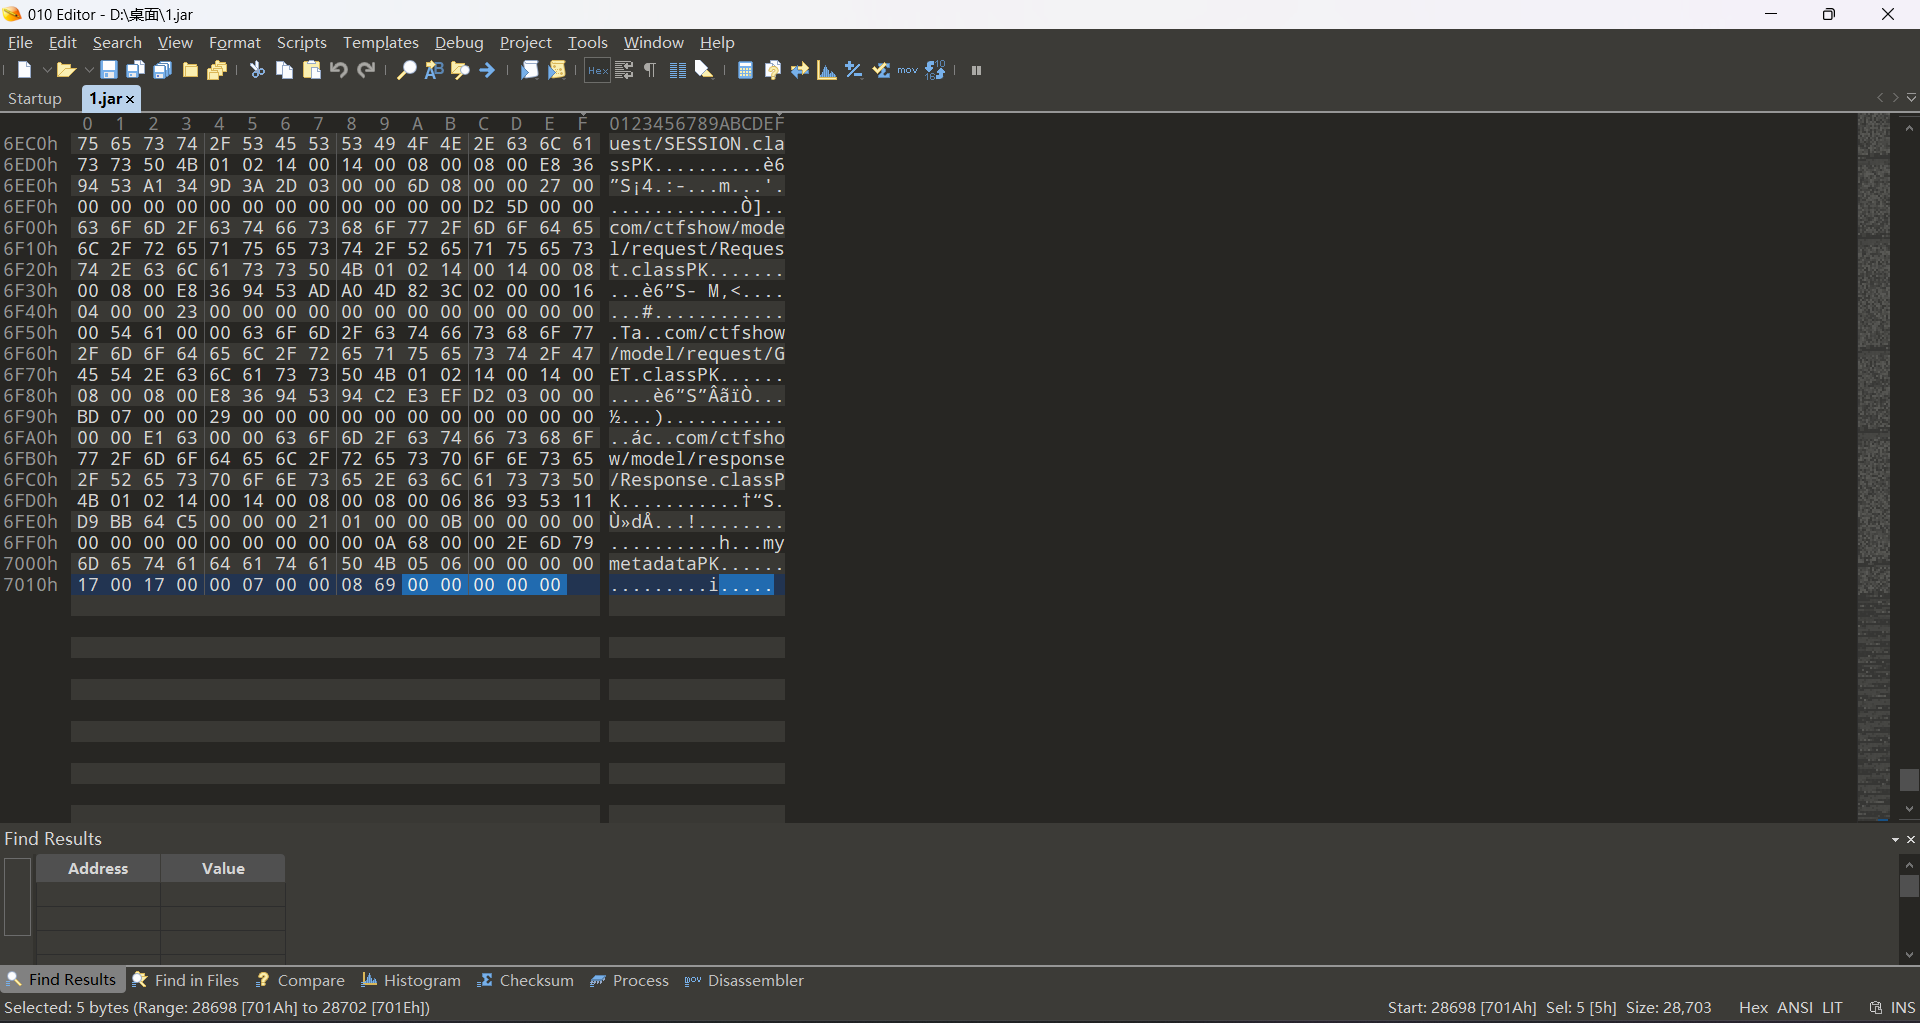 010 Editor - D:\桌面\1.jar
File Edit Search View Format Scripts Templates Debug Project Tools Window Help
Startup 1.jar
0 1 2 3 4 5 6 7 8 9 A B C D E F 0123456789ABCDEF
6EC0h 75 65 73 74 2F 53 45 53 53 49 4F 4E 2E 63 6C 61 uest/SESSION.cla
6ED0h 73 73 50 4B 01 02 14 00 14 00 08 00 08 00 E8 36 ssPK..........è6
6EE0h 94 53 A1 34 9D 3A 2D 03 00 00 6D 08 00 00 27 00 ”S¡4.:-...m...'.
6EF0h 00 00 00 00 00 00 00 00 00 00 00 00 D2 5D 00 00 ............Ò]..
6F00h 63 6F 6D 2F 63 74 66 73 68 6F 77 2F 6D 6F 64 65 com/ctfshow/mode
6F10h 6C 2F 72 65 71 75 65 73 74 2F 52 65 71 75 65 73 l/request/Reques
6F20h 74 2E 63 6C 61 73 73 50 4B 01 02 14 00 14 00 08 t.classPK.......
6F30h 00 08 00 E8 36 94 53 AD A0 4D 82 3C 02 00 00 16 ...è6”S- M‚<....
6F40h 04 00 00 23 00 00 00 00 00 00 00 00 00 00 00 00 ...#............
6F50h 00 54 61 00 00 63 6F 6D 2F 63 74 66 73 68 6F 77 .Ta..com/ctfshow
6F60h 2F 6D 6F 64 65 6C 2F 72 65 71 75 65 73 74 2F 47 /model/request/G
6F70h 45 54 2E 63 6C 61 73 73 50 4B 01 02 14 00 14 00 ET.classPK......
6F80h 08 00 08 00 E8 36 94 53 94 C2 E3 EF D2 03 00 00 ....è6”S”ÂãïÒ...
6F90h BD 07 00 00 29 00 00 00 00 00 00 00 00 00 00 00 ½...)...........
6FA0h 00 00 E1 63 00 00 63 6F 6D 2F 63 74 66 73 68 6F ..ác..com/ctfsho
6FB0h 77 2F 6D 6F 64 65 6C 2F 72 65 73 70 6F 6E 73 65 w/model/response
6FC0h 2F 52 65 73 70 6F 6E 73 65 2E 63 6C 61 73 73 50 /Response.classP
6FD0h 4B 01 02 14 00 14 00 08 00 08 00 06 86 93 53 11 K...........†“S.
6FE0h D9 BB 64 C5 00 00 00 21 01 00 00 0B 00 00 00 00 Ù»dÅ...!........
6FF0h 00 00 00 00 00 00 00 00 00 0A 68 00 00 2E 6D 79 ..........h...my
7000h 6D 65 74 61 64 61 74 61 50 4B 05 06 00 00 00 00 metadataPK......
7010h 17 00 17 00 00 07 00 00 08 69 00 00 00 00 00 .........i.....
Find Results
Address Value
Find Results Find in Files Compare Histogram Checksum Process Disassembler
Selected: 5 bytes (Range: 28698 [701Ah] to 28702 [701Eh]) Start: 28698 [701Ah] Sel: 5 [5h] Size: 28,703 Hex ANSI LIT INS